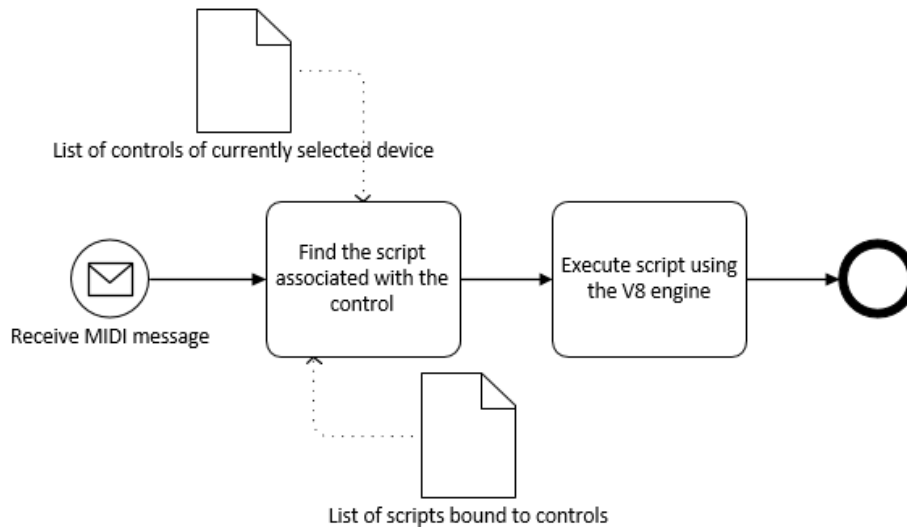 List of controls of currently selected device
Find the script
associated with the
control
Execute script using
the V8 engine
Receive MIDI message
List of scripts bound to controls